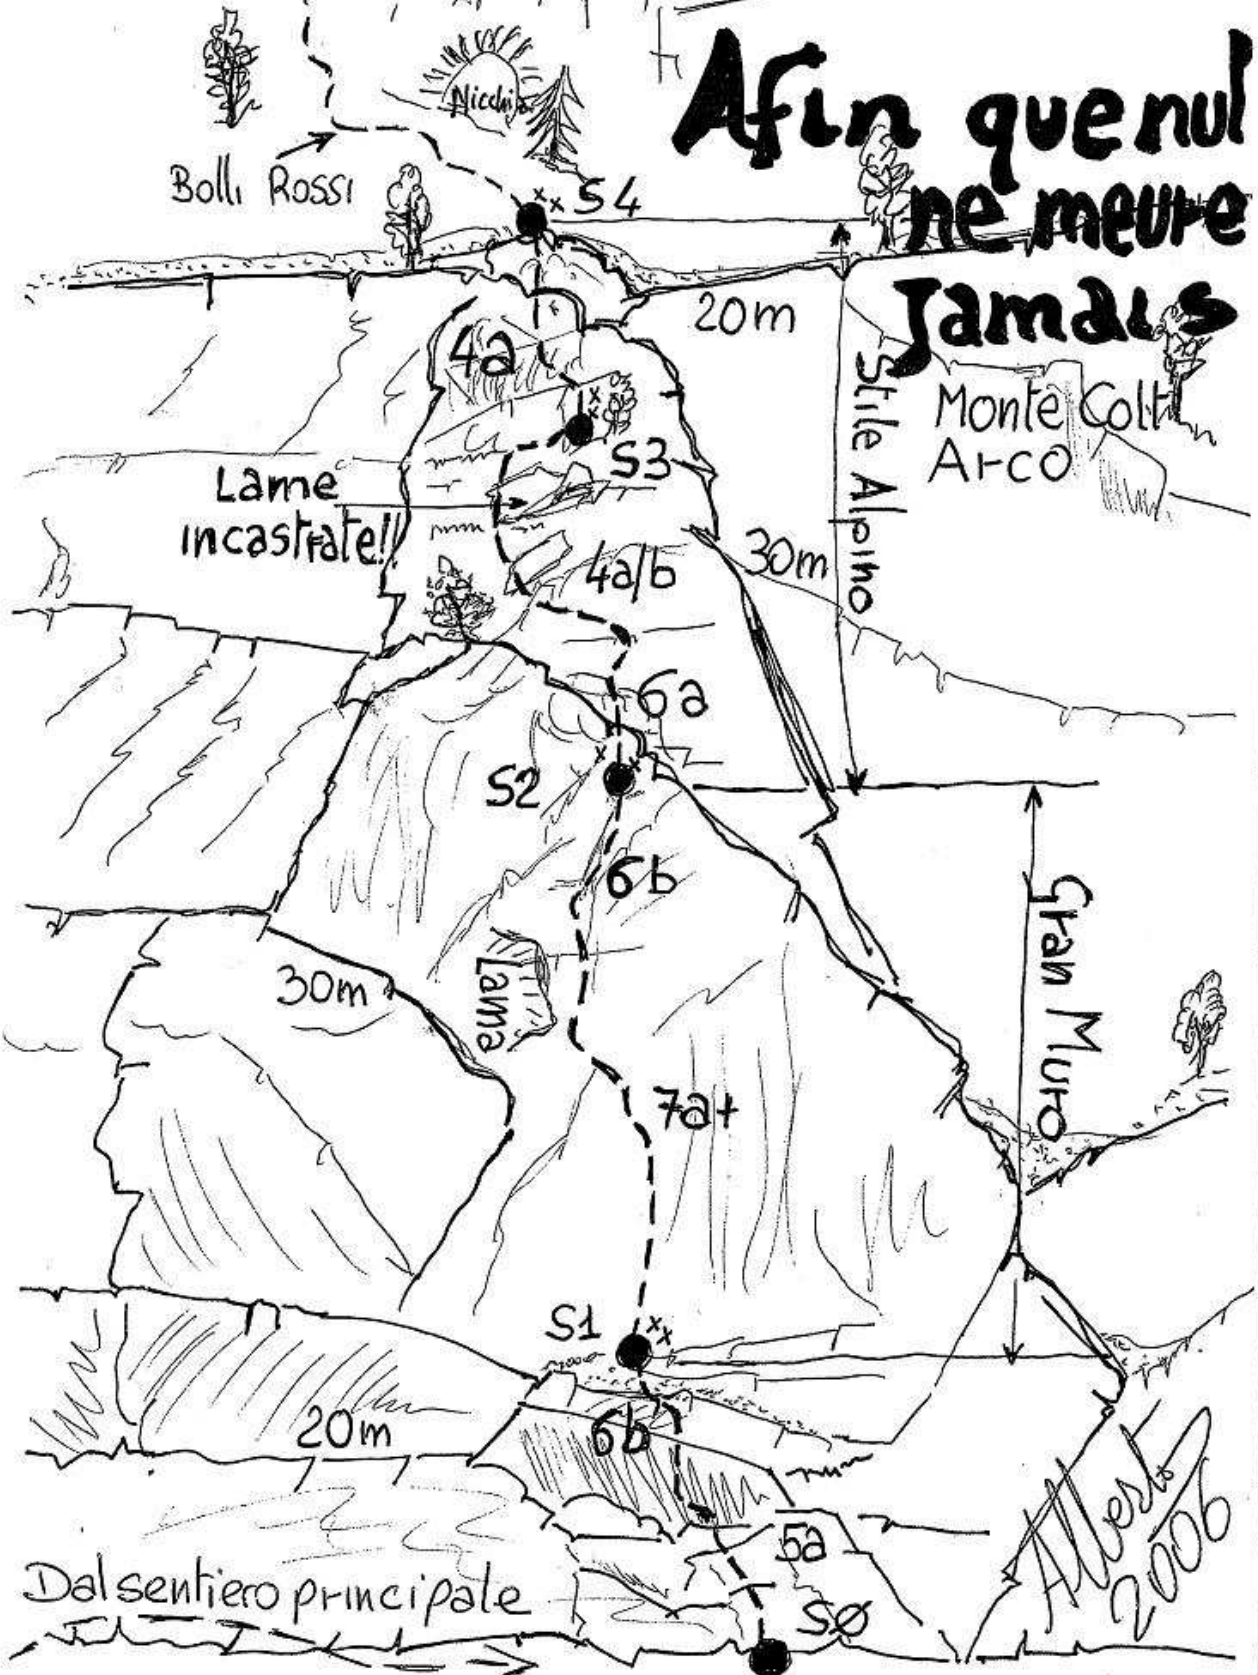 Afin que nul
ne meure
Jamais
Nicchia
Bolli Rossi
S4
20m
4a
Stile Alpino
Monte Colt
Arco
S3
Lame
incastrate!!
30m
4a/b
6a
S2
6b
Gran Muro
Lama
30m
7a+
S1
6b
20m
5a
Albert
2006
Dal sentiero principale
SØ